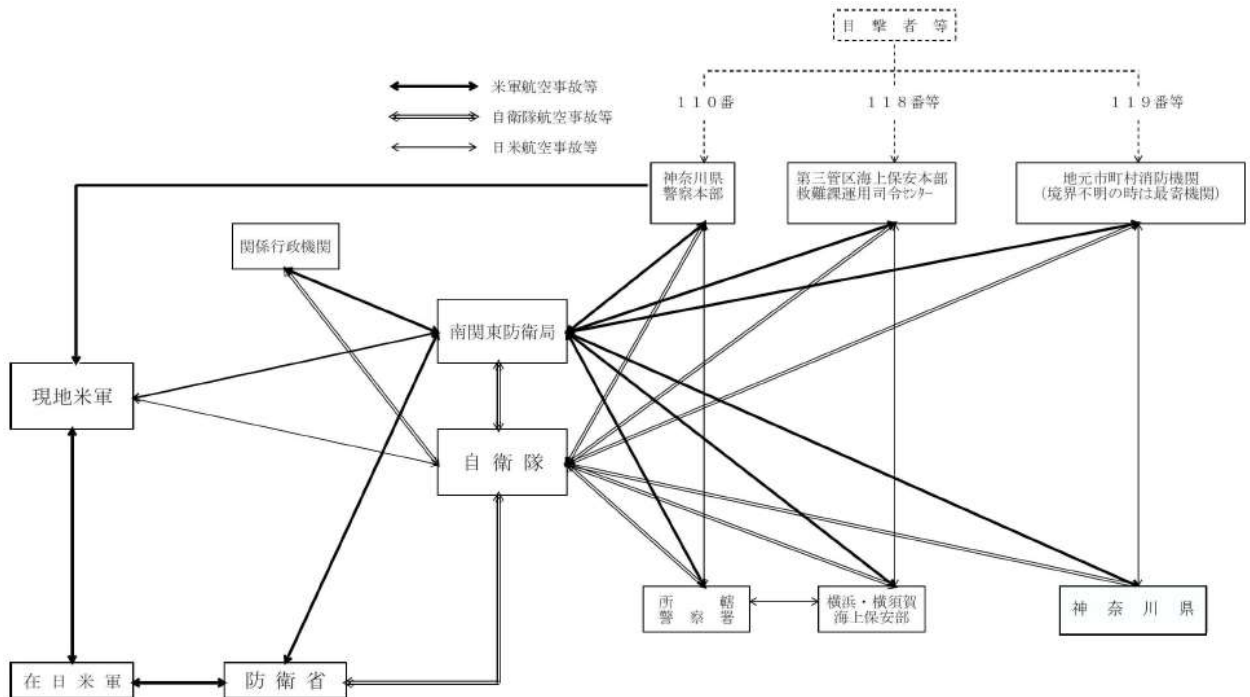 目撃者等
米軍航空事故等
１１０番
１１８番等
１１９番等
自衛隊航空事故等
日米航空事故等
神奈川県
警察本部
第三管区海上保安本部
救難課運用司令センター
地元市町村消防機関
(境界不明の時は最寄機関)
関係行政機関
南関東防衛局
現地米軍
自衛隊
所轄
警察署
横浜・横須賀
海上保安部
神奈川県
在日米軍
防衛省